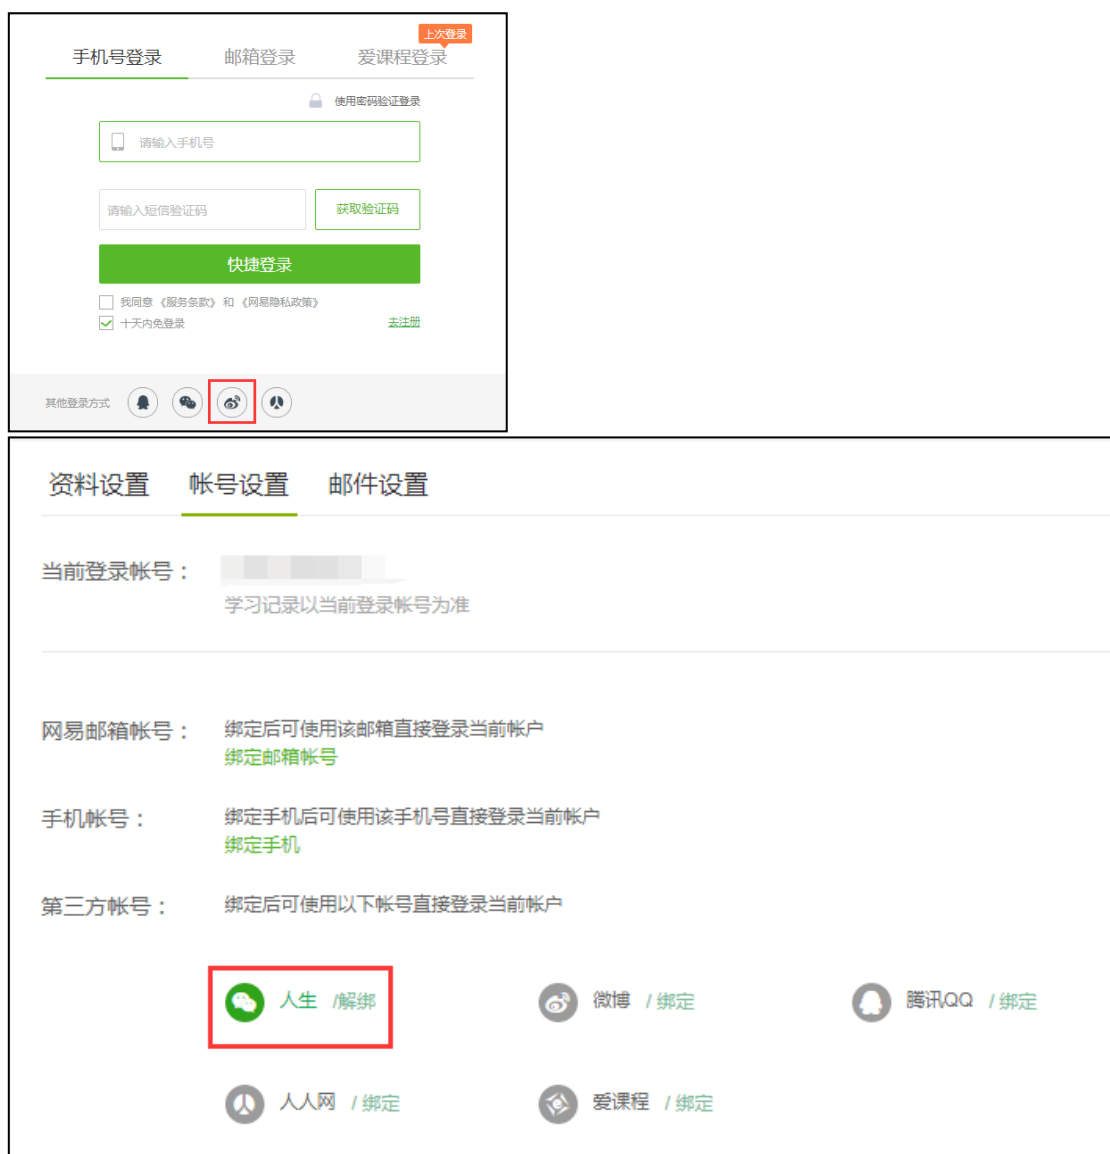 上次登录
手机号登录 邮箱登录 爱课程登录
使用密码验证登录
请输入手机号
请输入短信验证码 获取验证码
快捷登录
我同意《服务条款》和《网易隐私政策》
十天内免登录 去注册
其他登录方式
资料设置 帐号设置 邮件设置
当前登录帐号：
学习记录以当前登录帐号为准
网易邮箱帐号： 绑定后可使用该邮箱直接登录当前帐户
绑定邮箱帐号
手机帐号： 绑定手机后可使用该手机号直接登录当前帐户
绑定手机
第三方帐号： 绑定后可使用以下帐号直接登录当前帐户
人生 /解绑 微博 / 绑定 腾讯QQ / 绑定
人人网 / 绑定 爱课程 / 绑定